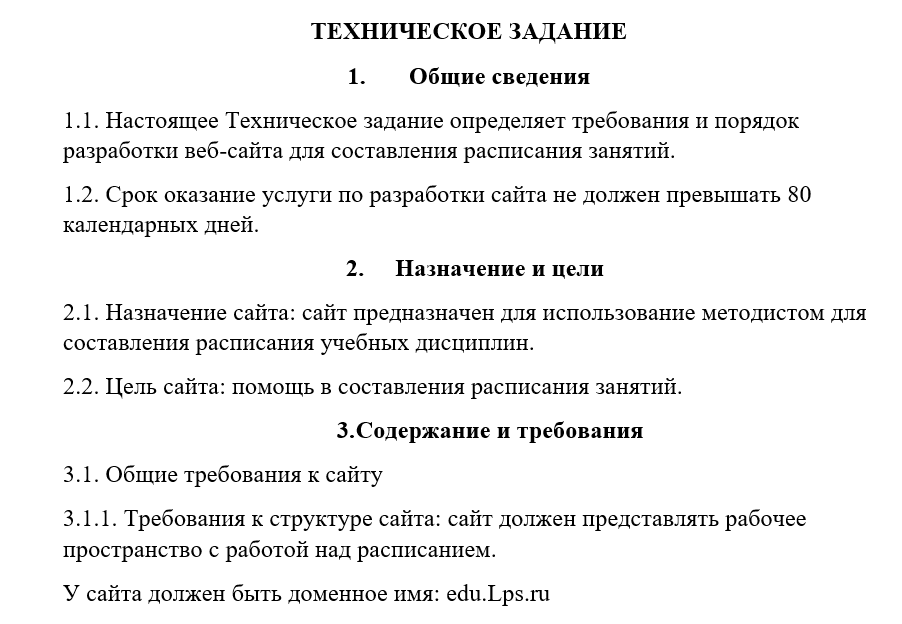 ТЕХНИЧЕСКОЕ ЗАДАНИЕ
1. Общие сведения
1.1. Настоящее Техническое задание определяет требования и порядок
разработки веб-сайта для составления расписания занятий.
1.2. Срок оказание услуги по разработки сайта не должен превышать 80
календарных дней.
2. Назначение и цели
2.1. Назначение сайта: сайт предназначен для использование методистом для
составления расписания учебных дисциплин.
2.2. Цель сайта: помощь в составления расписания занятий.
3.Содержание и требования
3.1. Общие требования к сайту
3.1.1. Требования к структуре сайта: сайт должен представлять рабочее
пространство с работой над расписанием.
У сайта должен быть доменное имя: edu.Lps.ru